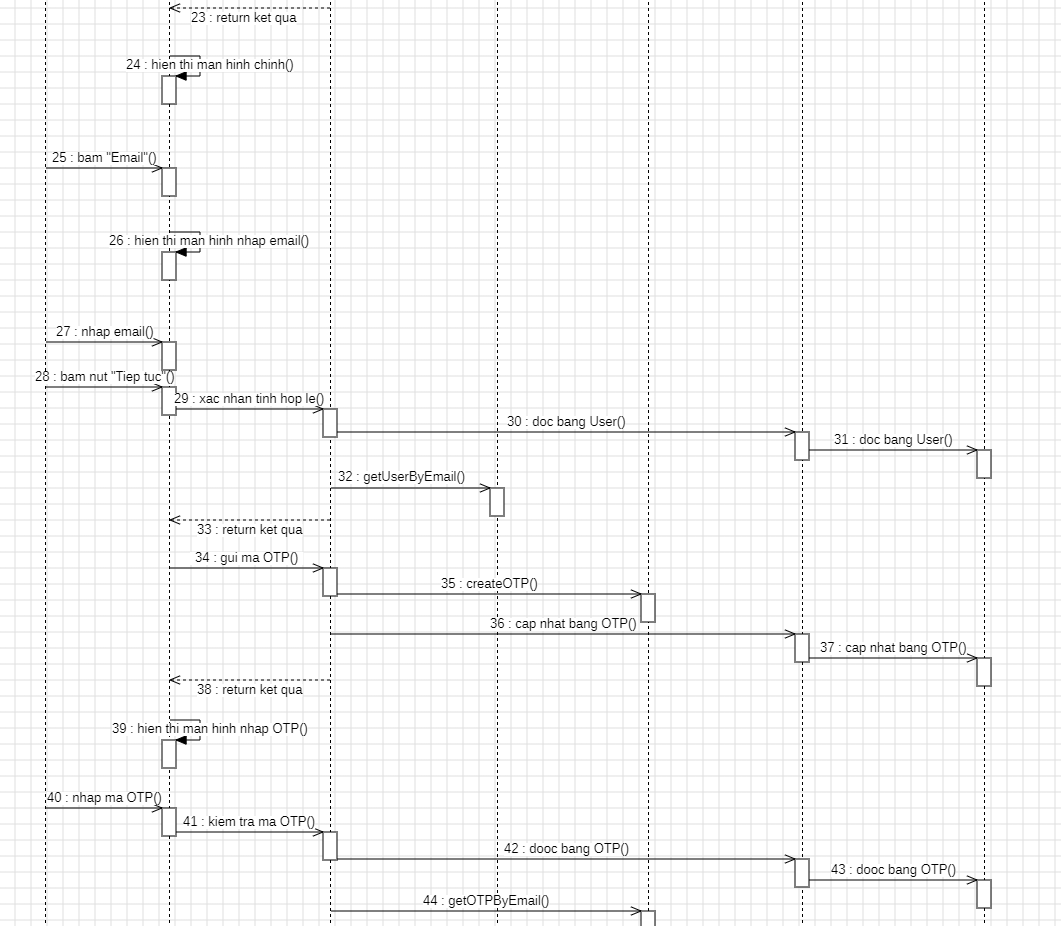 23 : return ket qua
24 : hien thi man hinh chinh()
25 : bam "Email"()
26 : hien thi man hinh nhap email()
27 : nhap email()
28 : bam nut "Tiep tuc"()
29 : xac nhan tinh hop le()
30 : doc bang User()
31 : doc bang User()
32 : getUserByEmail()
33 : return ket qua
34 : gui ma OTP()
35 : createOTP()
36 : cap nhat bang OTP()
37 : cap nhat bang OTP()
38 : return ket qua
39 : hien thi man hinh nhap OTP()
40 : nhap ma OTP()
41 : kiem tra ma OTP()
42 : dooc bang OTP()
43 : dooc bang OTP()
44 : getOTPByEmail()